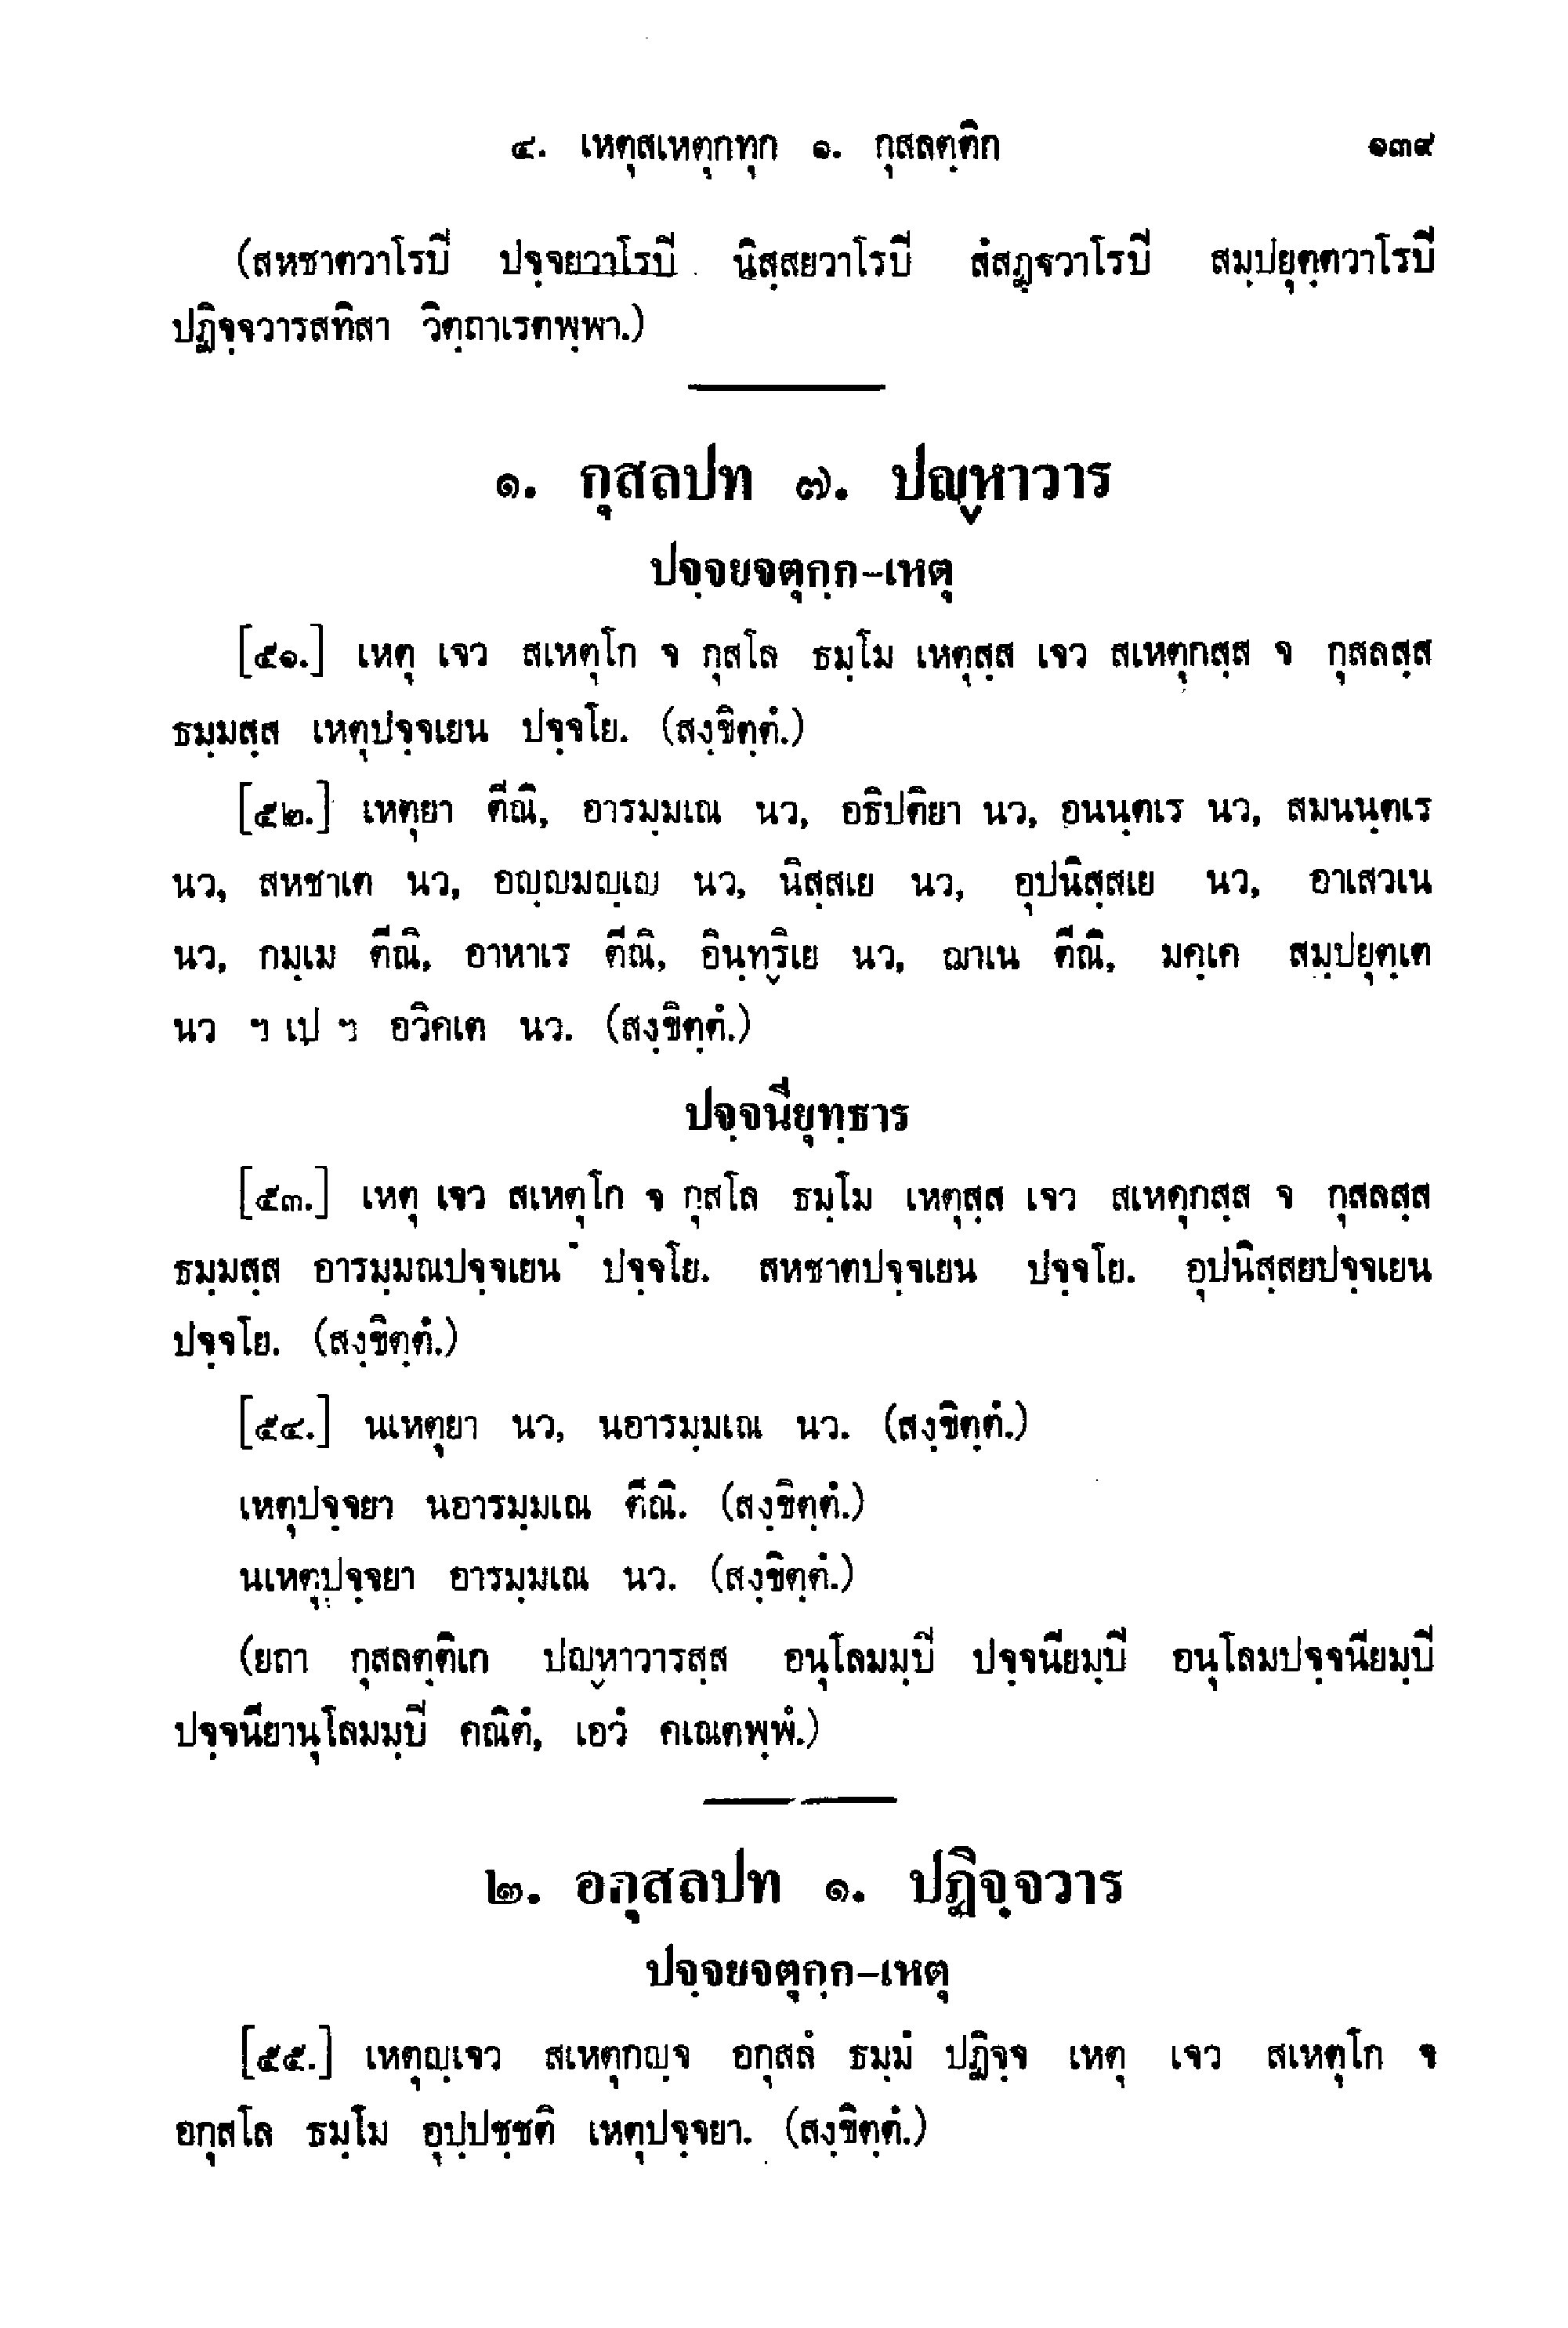 ๔. เหตุสเหตุกทุก ๑. กุสลตฺติก ๑๓๙
(สหชาตวาโรปิ ปจฺจยวาโรปิ นิสฺสยวาโรปิ สํสฏฺฐวาโรปิ สมฺปยุตฺตวาโรปิ
ปฏิจฺจวารสทิสา วิตฺถาเรตพฺพา.)
๑. กุสลปท ๗. ปญฺหาวาร
ปจฺจยจตุกฺก-เหตุ
[๕๑.] เหตุ เจว สเหตุโก จ กุสโล ธมฺโม เหตุสฺส เจว สเหตุกสฺส จ กุสลสฺส
ธมฺมสฺส เหตุปจฺจเยน ปจฺจโย. (สงฺขิตฺตํ.)
[๕๒.] เหตุยา ตีณิ, อารมฺมเณ นว, อธิปติยา นว, อนนฺตเร นว, สมนนฺตเร
นว, สหชาเต นว, อญฺญมญฺเญ นว, นิสฺสเย นว, อุปนิสฺสเย นว, อาเสวเน
นว, กมฺเม ตีณิ, อาหาเร ตีณิ, อินฺทฺริเย นว, ฌาเน ตีณิ, มคฺเค สมฺปยุตฺเต
นว ฯ เป ฯ อวิคเต นว. (สงฺขิตฺตํ.)
ปจฺจนียุทฺธาร
[๕๓.] เหตุ เจว สเหตุโก จ กุสโล ธมฺโม เหตุสฺส เจว สเหตุกสฺส จ กุสลสฺส
ธมฺมสฺส อารมฺมณปจฺจเยน ปจฺจโย. สหชาตปจฺจเยน ปจฺจโย. อุปนิสฺสยปจฺจเยน
ปจฺจโย. (สงฺขิตฺตํ.)
[๕๔.] นเหตุยา นว, นอารมฺมเณ นว. (สงฺขิตฺตํ.)
เหตุปจฺจยา นอารมฺมเณ ตีณิ. (สงฺขิตฺตํ.)
นเหตุปจฺจยา อารมฺมเณ นว. (สงฺขิตฺตํ.)
(ยถา กุสลตฺติเก ปญฺหาวารสฺส อนุโลมมฺปิ ปจฺจนียมฺปิ อนุโลมปจฺจนียมฺปิ
ปจฺจนียานุโลมมฺปิ คณิตํ, เอวํ คเณตพฺพํ.)
๒. อกุสลปท ๑. ปฏิจฺจวาร
ปจฺจยจตุกฺก-เหตุ
[๕๕.] เหตุญฺเจว สเหตุกญฺจ อกุสลํ ธมฺมํ ปฏิจฺจ เหตุ เจว สเหตุโก จ
อกุสโล ธมฺโม อุปฺปชฺชติ เหตุปจฺจยา. (สงฺขิตฺตํ.)